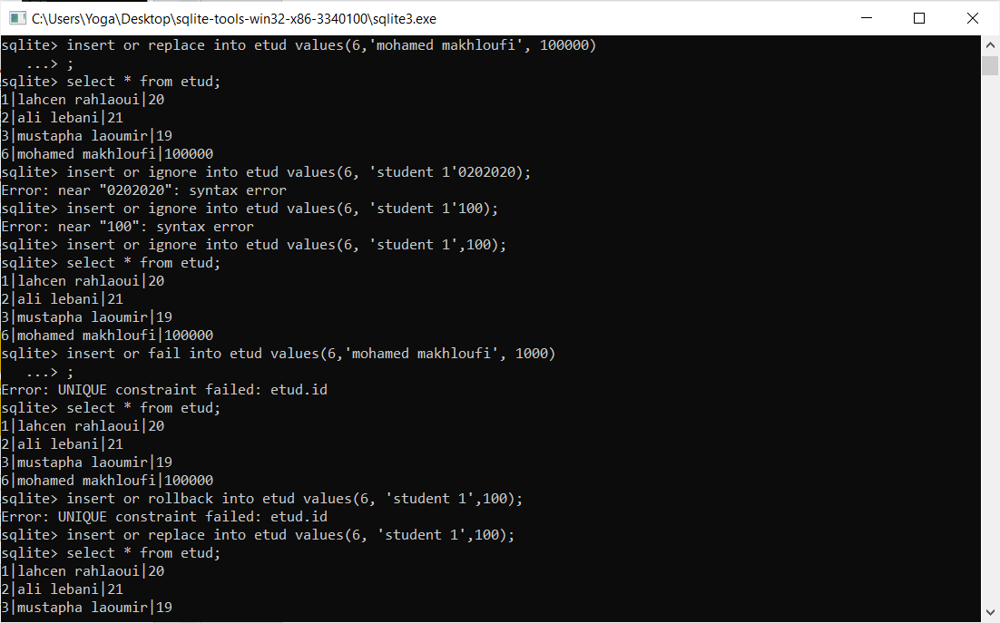 C:\Users\Yoga\Desktop\sqlite-tools-win32-x86-3340100\sqlite3.exe
sqlite> insert or replace into etud values(6,'mohamed makhloufi', 100000)
   ...> ;
sqlite> select * from etud;
1|lahcen rahlaoui|20
2|ali lebani|21
3|mustapha laoumir|19
6|mohamed makhloufi|100000
sqlite> insert or ignore into etud values(6, 'student 1'0202020);
Error: near "0202020": syntax error
sqlite> insert or ignore into etud values(6, 'student 1'100);
Error: near "100": syntax error
sqlite> insert or ignore into etud values(6, 'student 1',100);
sqlite> select * from etud;
1|lahcen rahlaoui|20
2|ali lebani|21
3|mustapha laoumir|19
6|mohamed makhloufi|100000
sqlite> insert or fail into etud values(6,'mohamed makhloufi', 1000)
   ...> ;
Error: UNIQUE constraint failed: etud.id
sqlite> select * from etud;
1|lahcen rahlaoui|20
2|ali lebani|21
3|mustapha laoumir|19
6|mohamed makhloufi|100000
sqlite> insert or rollback into etud values(6, 'student 1',100);
Error: UNIQUE constraint failed: etud.id
sqlite> insert or replace into etud values(6, 'student 1',100);
sqlite> select * from etud;
1|lahcen rahlaoui|20
2|ali lebani|21
3|mustapha laoumir|19